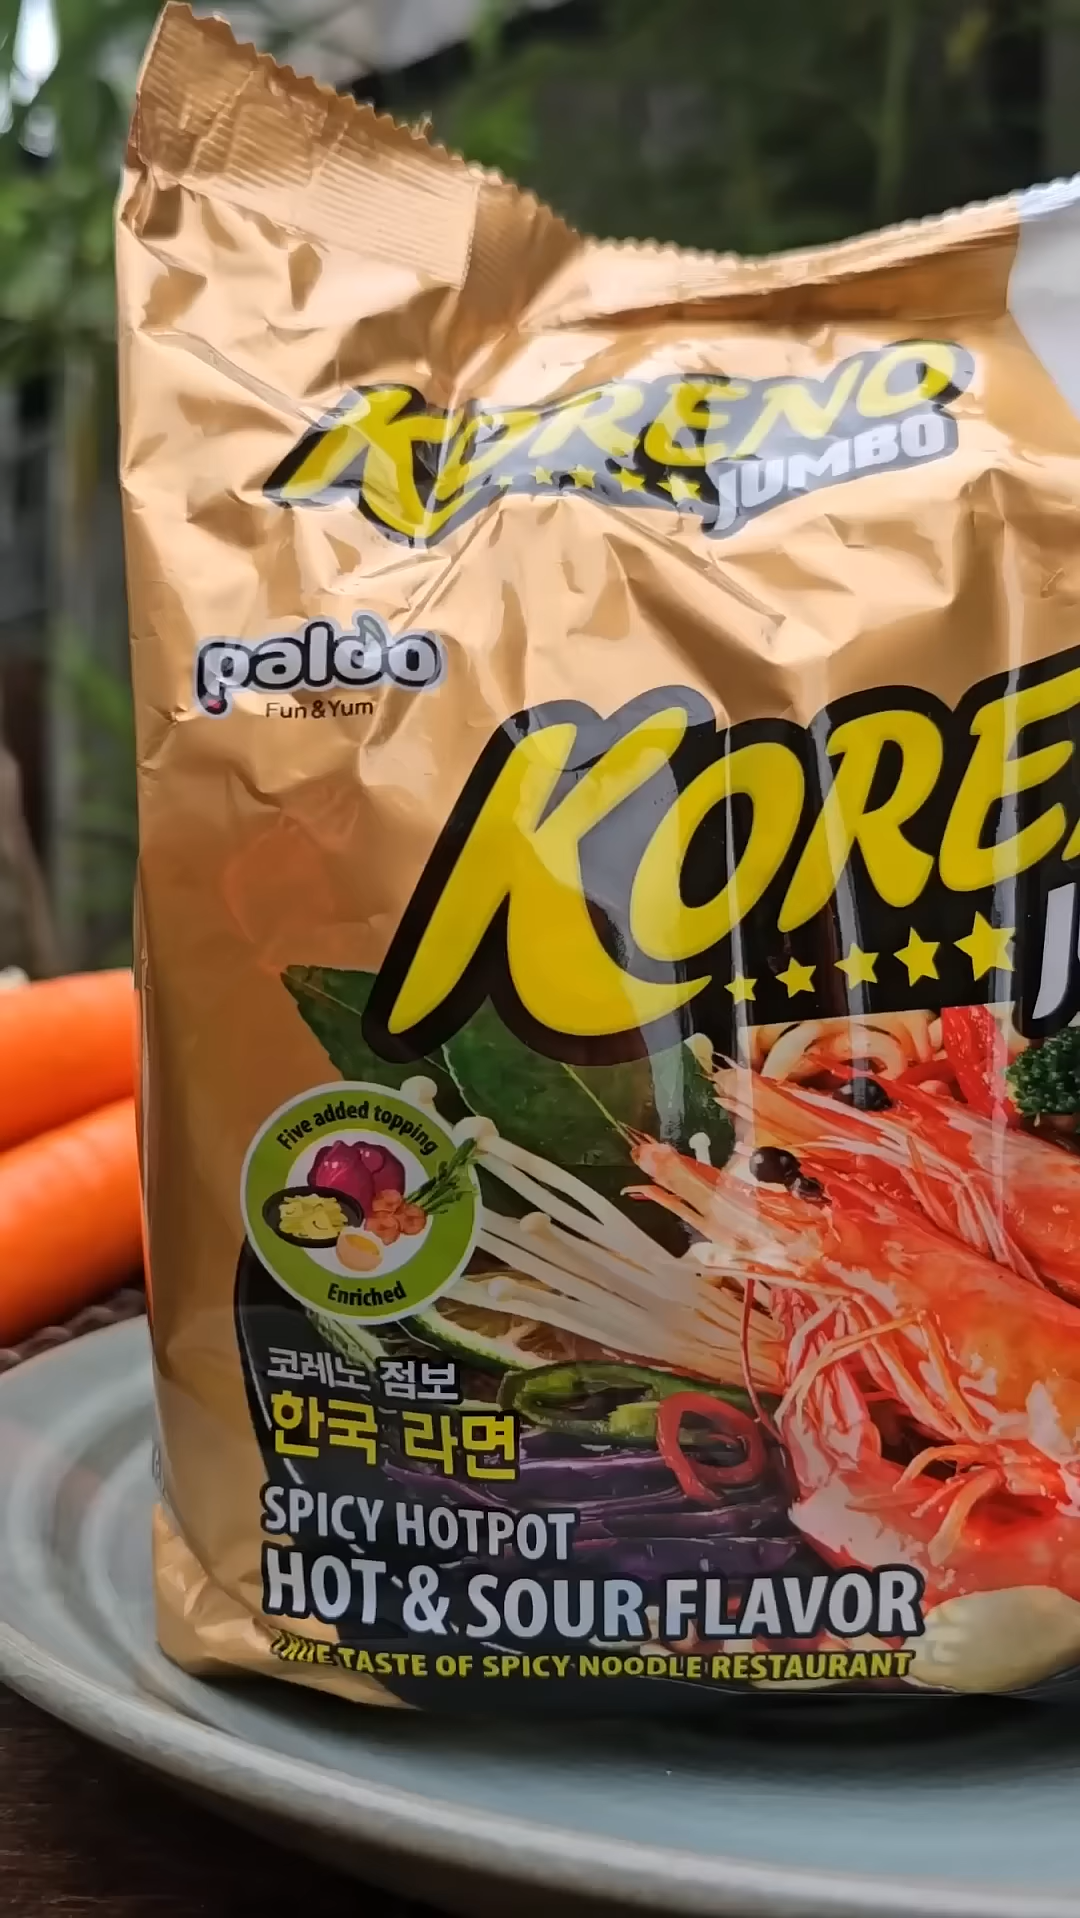 KORENO
JUMBO
paldo
Fun & Yum
KORE
Five added topping
Enriched
코레노 점보
한국 라면
SPICY HOTPOT
HOT & SOUR FLAVOR
TRUE TASTE OF SPICY NOODLE RESTAURANT